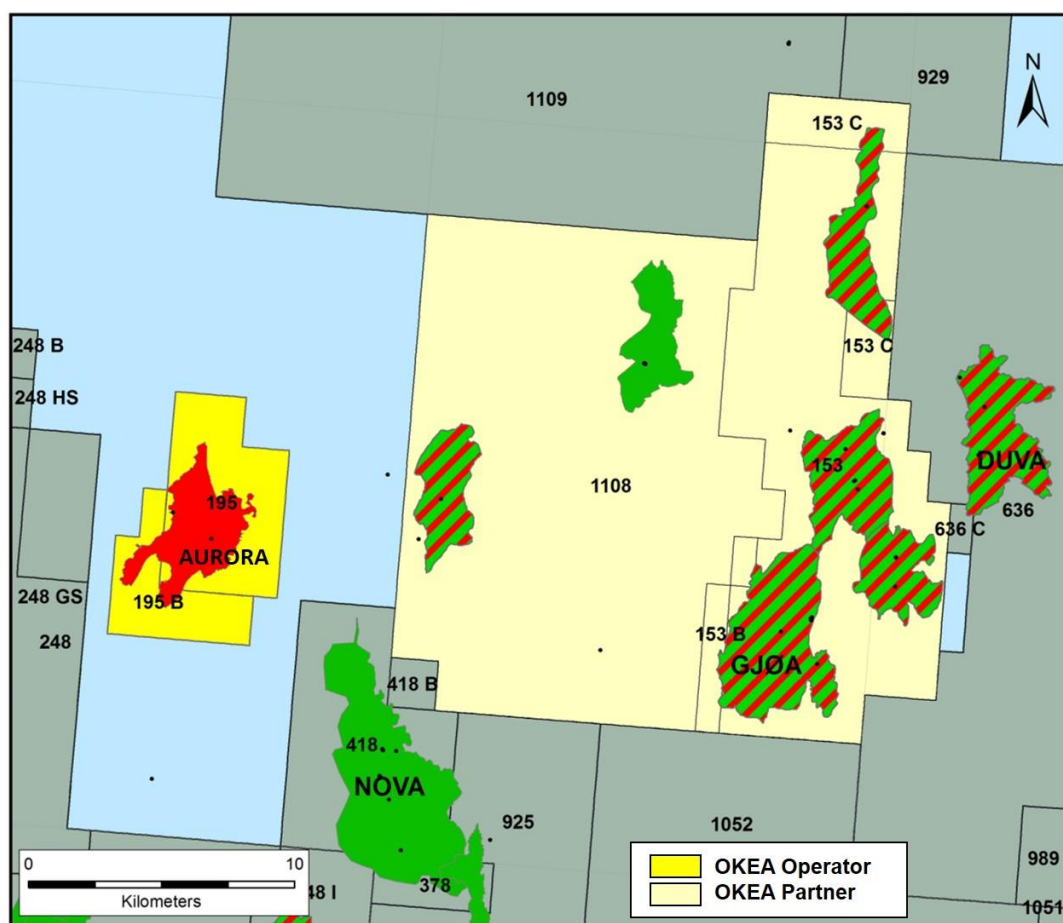 1109
929
153 C
N
248 B
248 HS
153 C
195
AURORA
195 B
1108
153
DUVA
636
636 C
248 GS
248
153 B
GJØA
418 B
418
NOVA
925
1052
378
989
1051
0 10
Kilometers
OKEA Operator
OKEA Partner